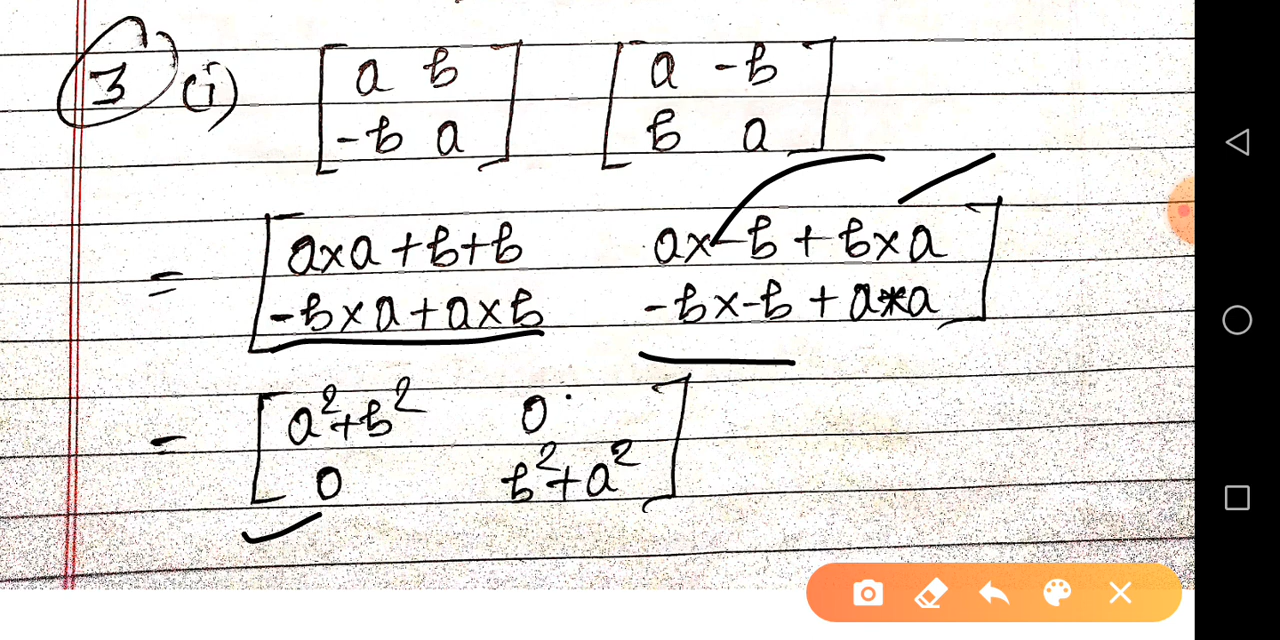 3 (i) [a b -b a] [a -b b a]
= [a×a+b+b a×-b+b×a
-b×a+a×b -b×-b+a*a]
= [a²+b² 0
0 b²+a²]